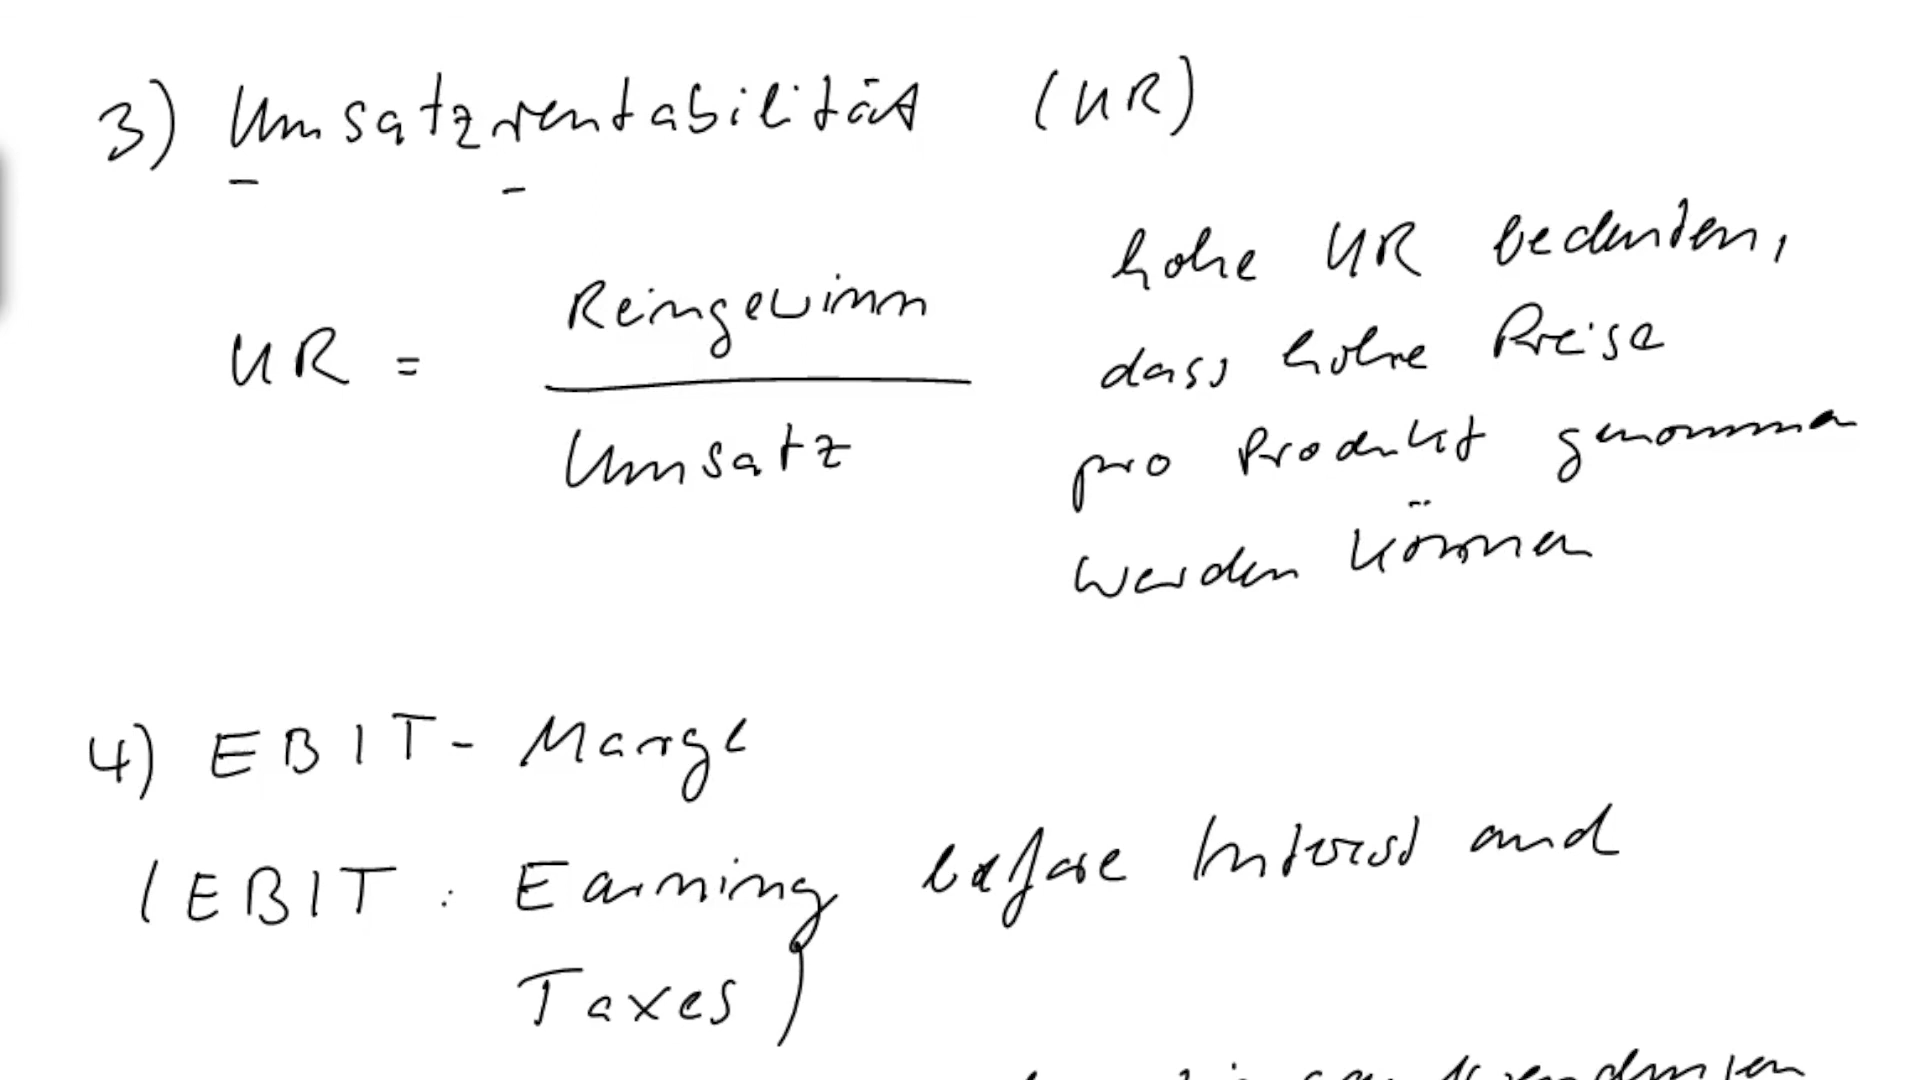 3) Umsatzrentabilität (UR)
UR = Reingewinn
Umsatz
hohe UR bedeuten,
dass hohe Preise
pro Produkt genommen
werden können
4) EBIT-Marge
(EBIT: Earning before Interest and
Taxes)